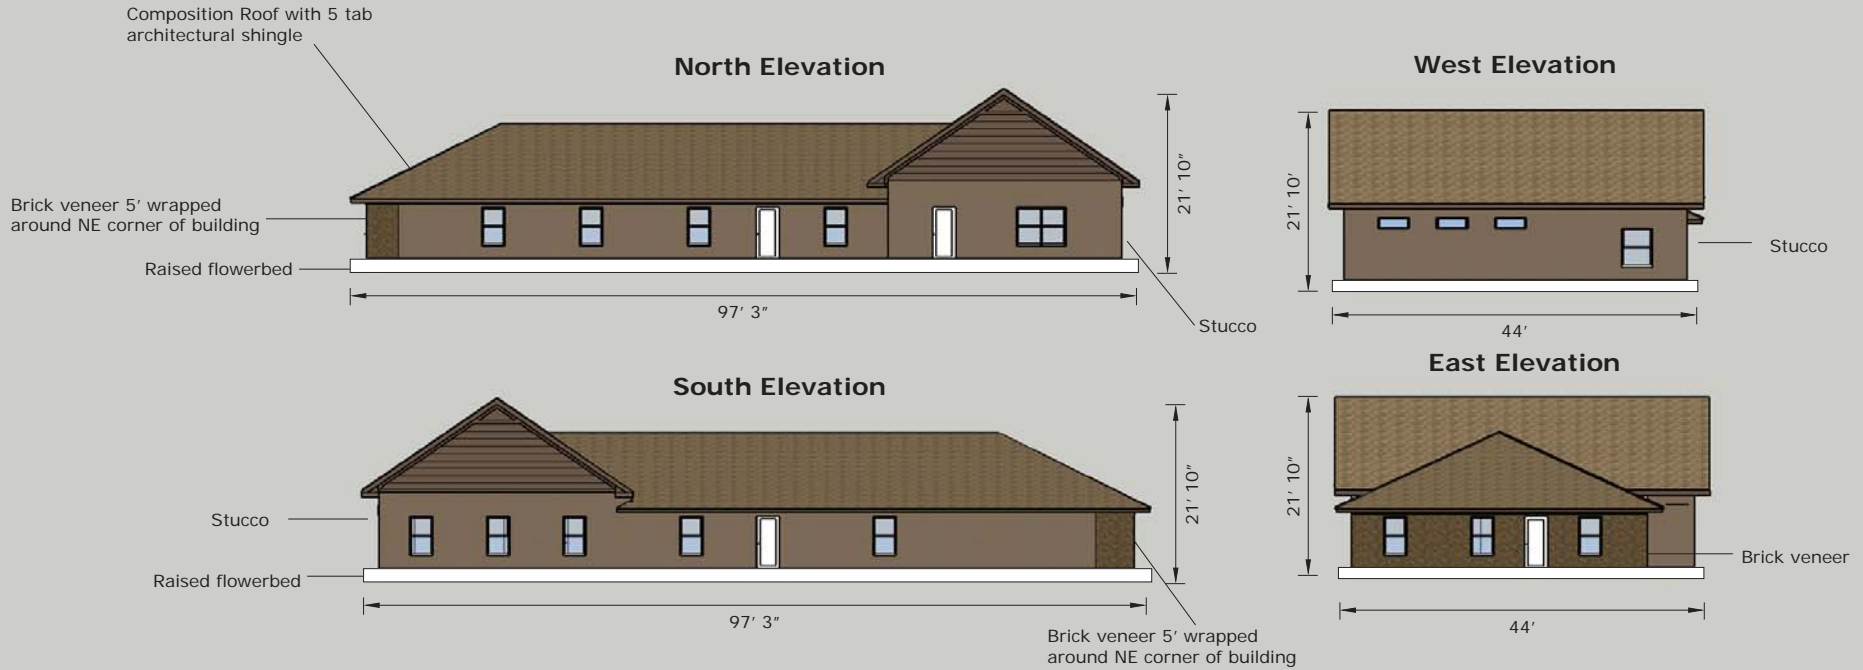 Composition Roof with 5 tab
architectural shingle
North Elevation
Brick veneer 5' wrapped
around NE corner of building
Raised flowerbed
21' 10"
97' 3"
Stucco
West Elevation
21' 10'
Stucco
44'
South Elevation
Stucco
Raised flowerbed
21' 10"
97' 3"
Brick veneer 5' wrapped
around NE corner of building
East Elevation
21' 10"
Brick veneer
44'